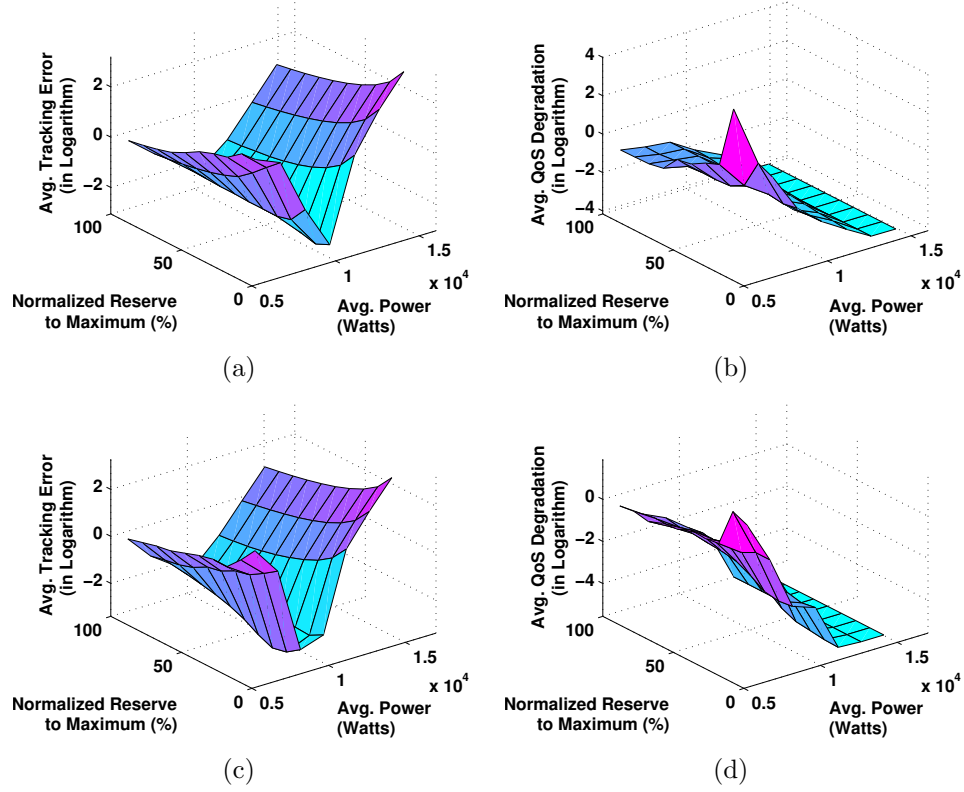 Avg. Tracking Error
(in Logarithm)
2
0
−2
100
50
0
0.5
1
1.5
x 10^4
Normalized Reserve
to Maximum (%)
Avg. Power
(Watts)
(a)
Avg. QoS Degradation
(in Logarithm)
4
2
0
−2
−4
100
50
0
0.5
1
1.5
x 10^4
Normalized Reserve
to Maximum (%)
Avg. Power
(Watts)
(b)
Avg. Tracking Error
(in Logarithm)
2
0
−2
100
50
0
0.5
1
1.5
x 10^4
Normalized Reserve
to Maximum (%)
Avg. Power
(Watts)
(c)
Avg. QoS Degradation
(in Logarithm)
0
−2
−4
100
50
0
0.5
1
1.5
x 10^4
Normalized Reserve
to Maximum (%)
Avg. Power
(Watts)
(d)